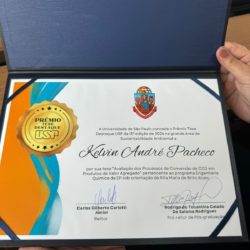 PRÊMIO
TESE
DESTAQUE
USP
A Universidade de São Paulo concede o Prêmio Tese
Destaque USP da 13ª edição de 2024 na grande área de
Sustentabilidade Ambiental a
Kelvin André Pacheco
por sua tese "Avaliação dos Processos de Conversão de CO2 em
Produtos de Valor Agregado" pertencente ao programa Engenharia
Química da EP sob orientação de Rita Maria de Brito Alves.
Carlos Gilberto Carlotti
Júnior
Reitor
Rodrigo do Tocantins Calado
De Saloma Rodrigues
Pró-reitor de Pós-graduação